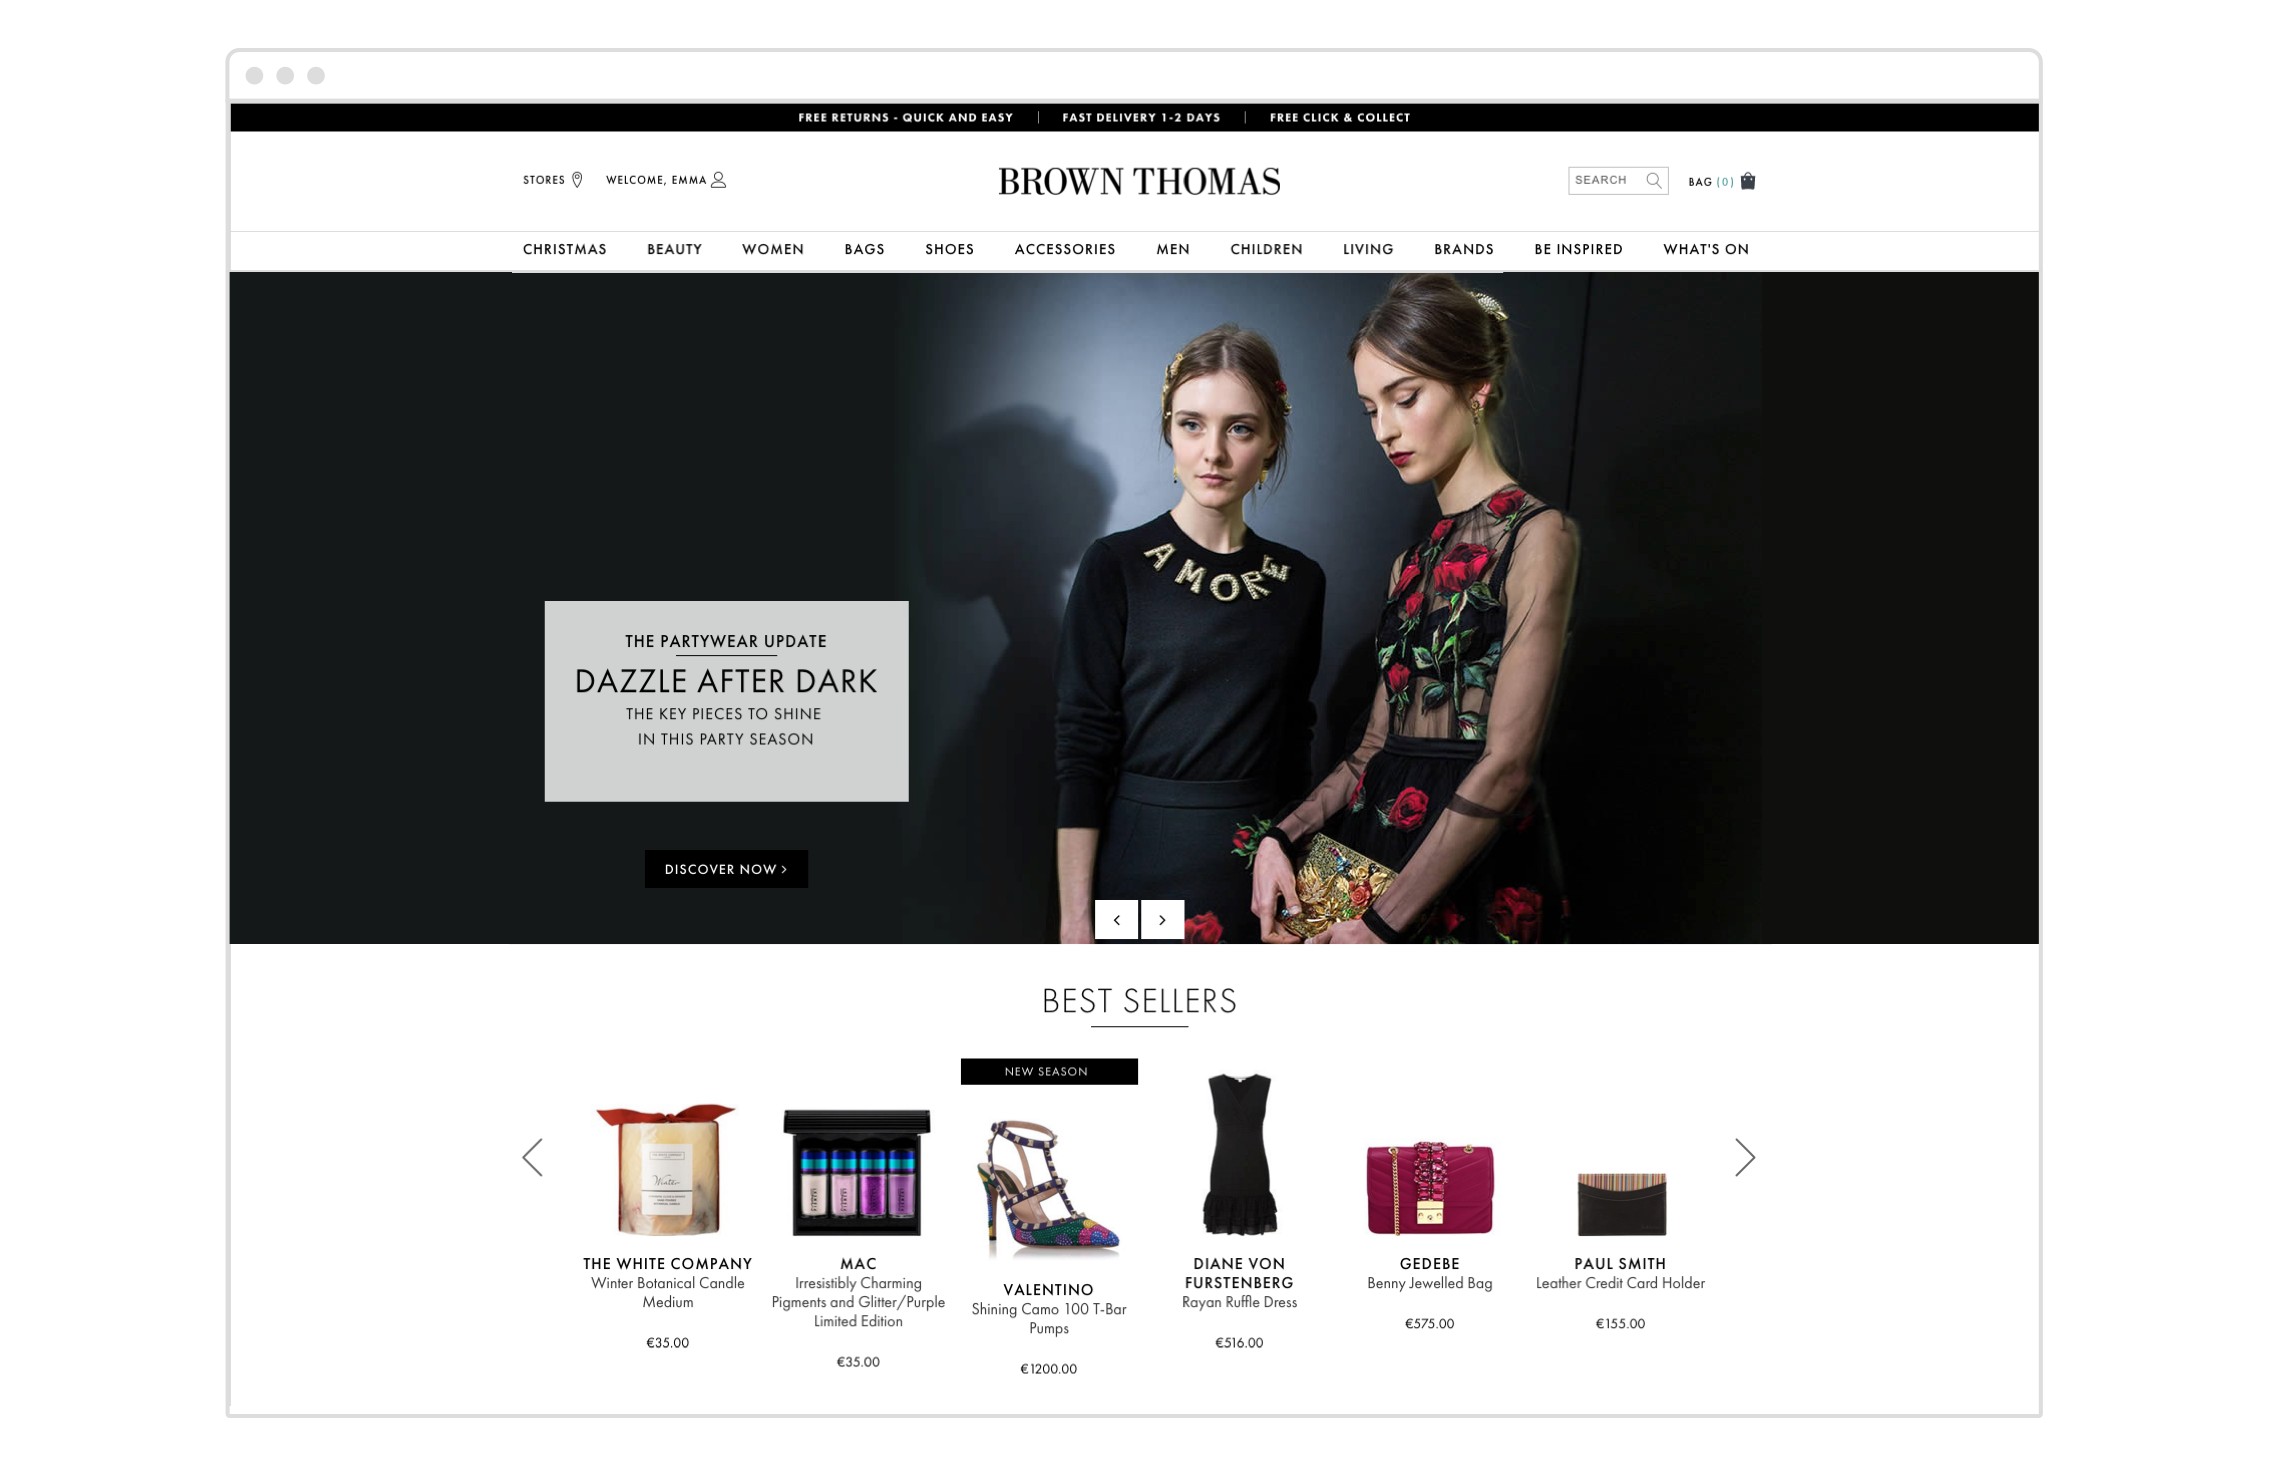 FREE RETURNS - QUICK AND EASY
FAST DELIVERY 1-2 DAYS
FREE CLICK & COLLECT
STORES
WELCOME, EMMA
BROWN THOMAS
SEARCH
BAG (0)
CHRISTMAS
BEAUTY
WOMEN
BAGS
SHOES
ACCESSORIES
MEN
CHILDREN
LIVING
BRANDS
BE INSPIRED
WHAT'S ON
AMORE
THE PARTYWEAR UPDATE
DAZZLE AFTER DARK
THE KEY PIECES TO SHINE
IN THIS PARTY SEASON
DISCOVER NOW >
BEST SELLERS
Winter
THE WHITE COMPANY
Winter Botanical Candle
Medium
€35.00
MAC
Irresistibly Charming
Pigments and Glitter/Purple
Limited Edition
€35.00
NEW SEASON
VALENTINO
Shining Camo 100 T-Bar
Pumps
€1200.00
DIANE VON
FURSTENBERG
Rayan Ruffle Dress
€516.00
GEDEBE
Benny Jewelled Bag
€575.00
PAUL SMITH
Leather Credit Card Holder
€155.00